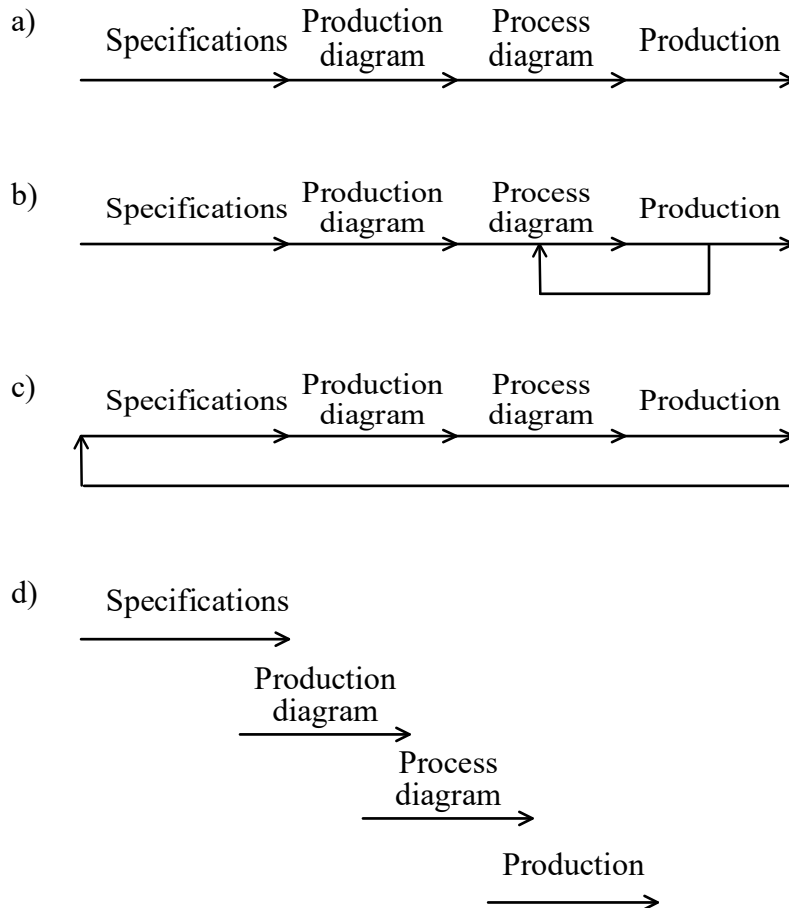 a)
Specifications Production Process Production
diagram diagram
b)
Specifications Production Process Production
diagram diagram
c)
Specifications Production Process Production
diagram diagram
d)
Specifications
Production
diagram
Process
diagram
Production